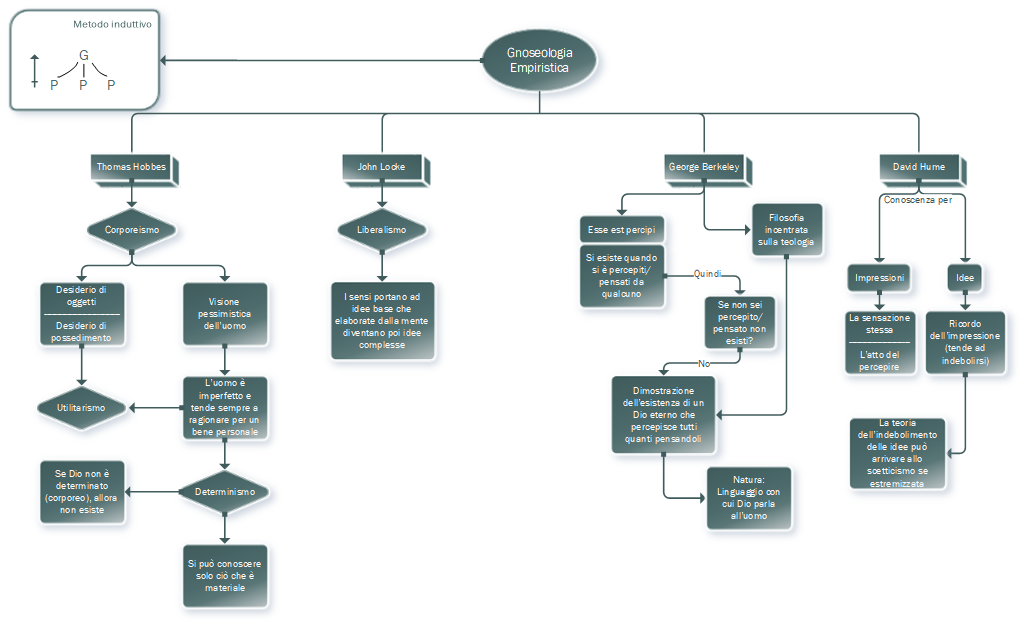 Metodo induttivo
G
P P P
Gnoseologia
Empiristica
Thomas Hobbes
Corporeismo
Desiderio di
oggetti
Desiderio di
possedimento
Utilitarismo
Visione
pessimistica
dell'uomo
L'uomo è
imperfetto e
tende sempre a
ragionare per un
bene personale
Determinismo
Se Dio non è
determinato
(corporeo), allora
non esiste
Si può conoscere
solo ciò che è
materiale
John Locke
Liberalismo
I sensi portano ad
idee base che
elaborate dalla mente
diventano poi idee
complesse
George Berkeley
Esse est percipi
Si esiste quando
si è percepiti/
pensati da
qualcuno
Quindi
Se non sei
percepito/
pensato non
esisti?
No
Filosofia
incentrata
sulla teologia
Dimostrazione
dell'esistenza di un
Dio eterno che
percepisce tutti
quanti pensandoli
Natura:
Linguaggio con
cui Dio parla
all'uomo
David Hume
Conoscenza per
Impressioni
La sensazione
stessa
L'atto del
percepire
Idee
Ricordo
dell'impressione
(tende ad
indebolirsi)
La teoria
dell'indebolimento
delle idee può
arrivare allo
scetticismo se
estremizzata